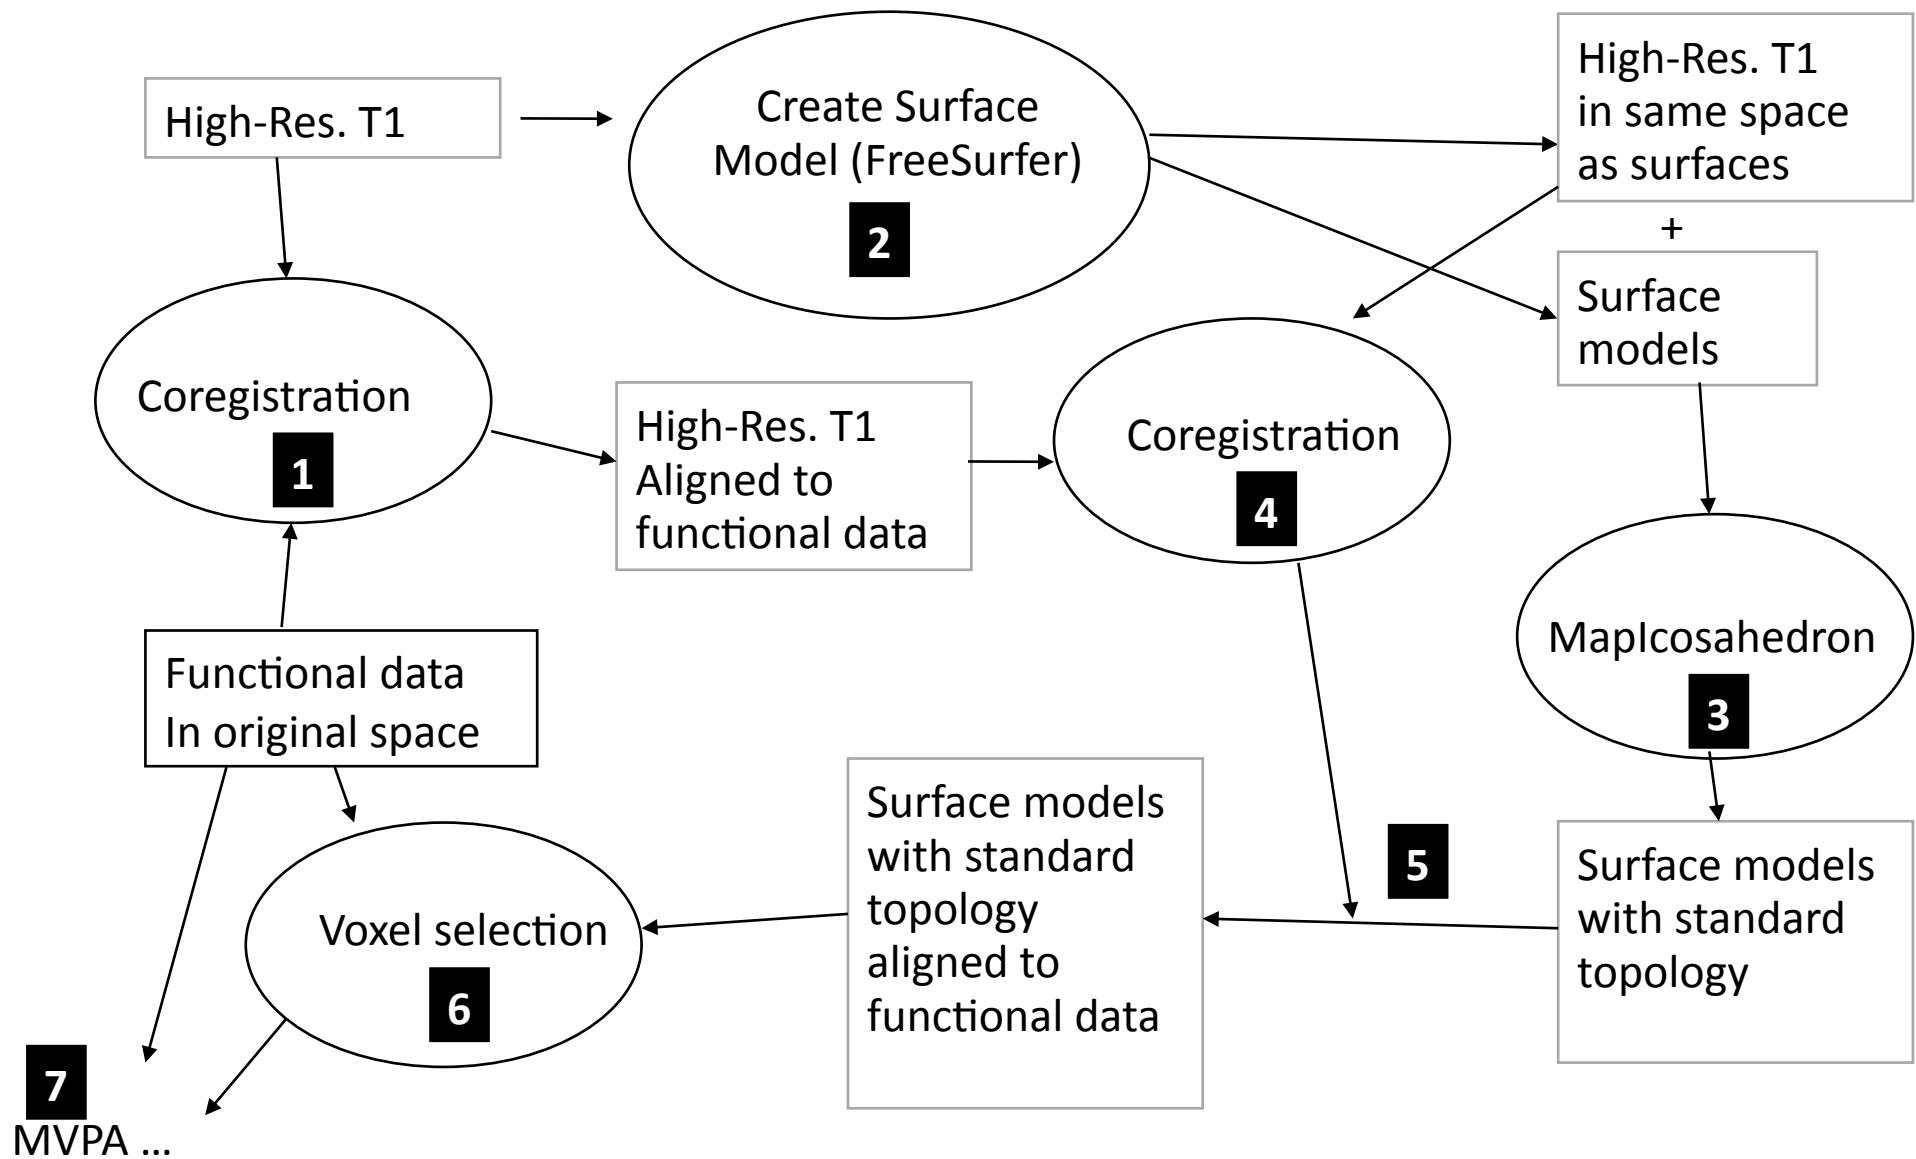 High-Res. T1
Create Surface
Model (FreeSurfer)
2
High-Res. T1
in same space
as surfaces
+
Surface
models
Coregistration
1
High-Res. T1
Aligned to
functional data
Coregistration
4
MapIcosahedron
3
Functional data
In original space
Surface models
with standard
topology
aligned to
functional data
5
Surface models
with standard
topology
Voxel selection
6
7
MVPA ...